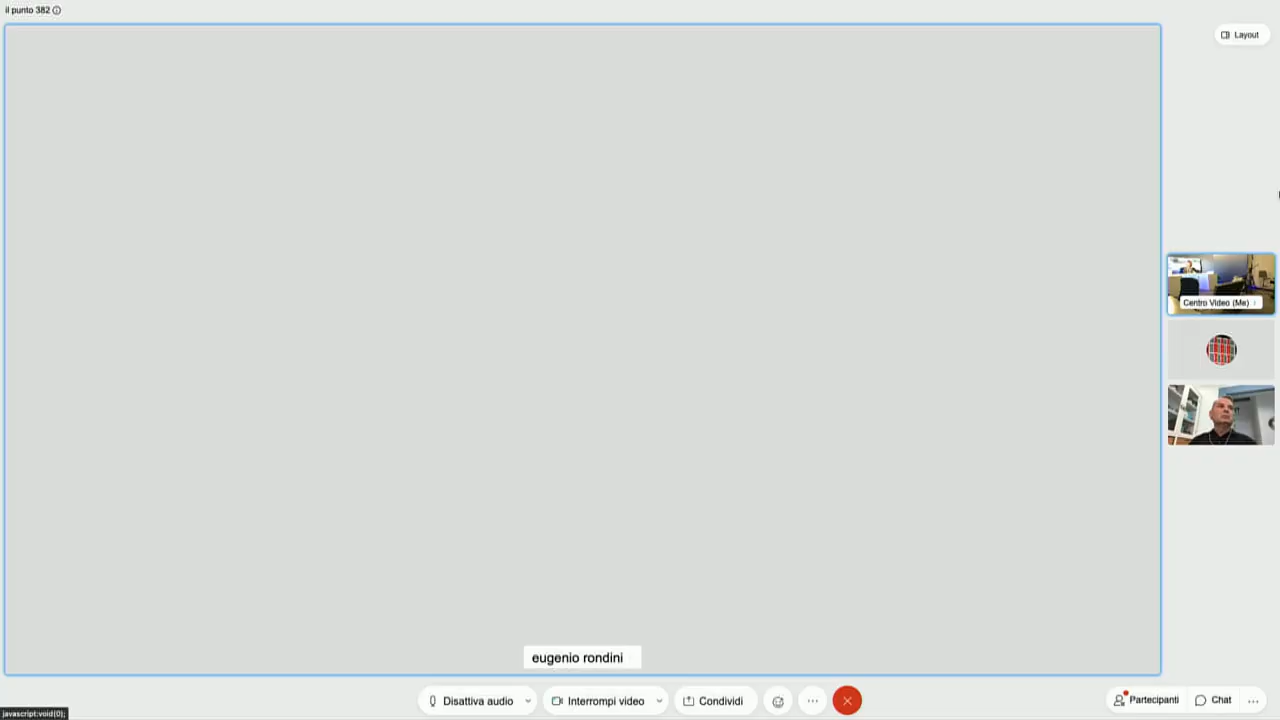 il punto 382
Layout
Centro Video (Me)
eugenio rondini
Disattiva audio
Interrompi video
Condividi
Partecipanti
Chat
javascript:void(0);